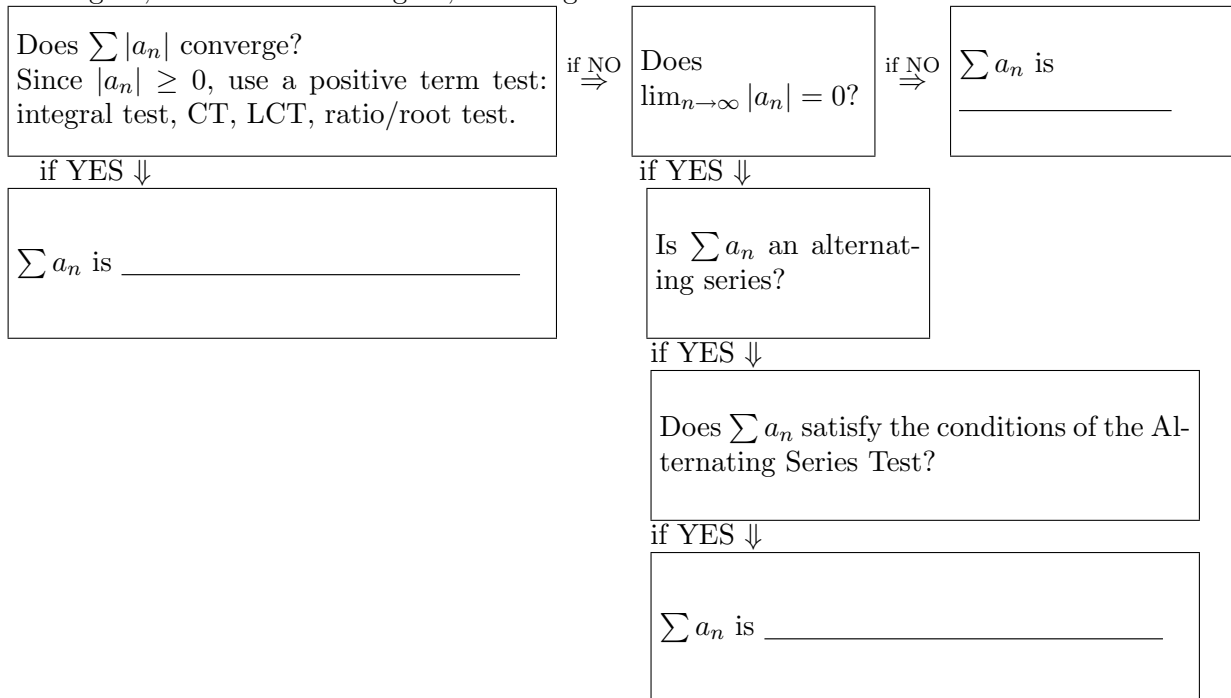 Does ∑ |aₙ| converge?
Since |aₙ| ≥ 0, use a positive term test:
integral test, CT, LCT, ratio/root test.
if NO
⇒
Does
limₙ→∞ |aₙ| = 0?
if NO
⇒
∑ aₙ is
if YES ⇓
if YES ⇓
∑ aₙ is
Is ∑ aₙ an alternat-
ing series?
if YES ⇓
Does ∑ aₙ satisfy the conditions of the Al-
ternating Series Test?
if YES ⇓
∑ aₙ is